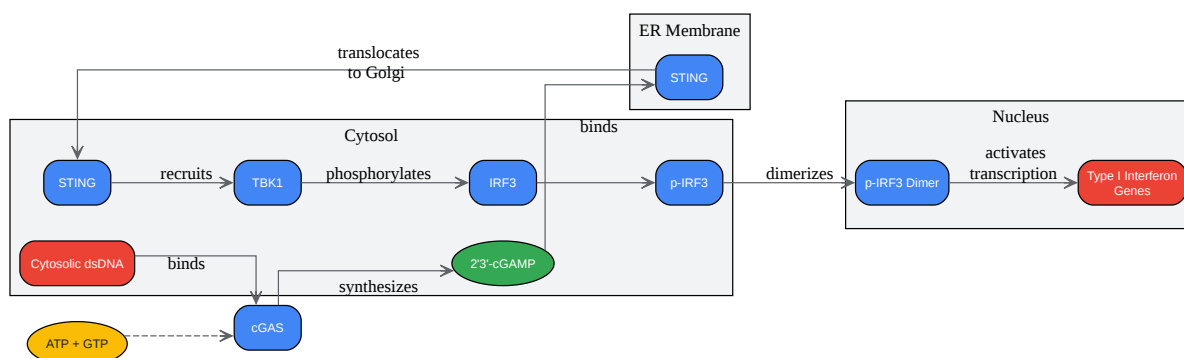 ER Membrane
translocates
to Golgi
STING
binds
Cytosol
Nucleus
STING
recruits
TBK1
phosphorylates
IRF3
p-IRF3
dimerizes
p-IRF3 Dimer
activates
transcription
Type I Interferon
Genes
Cytosolic dsDNA
binds
2'3'-cGAMP
synthesizes
cGAS
ATP + GTP